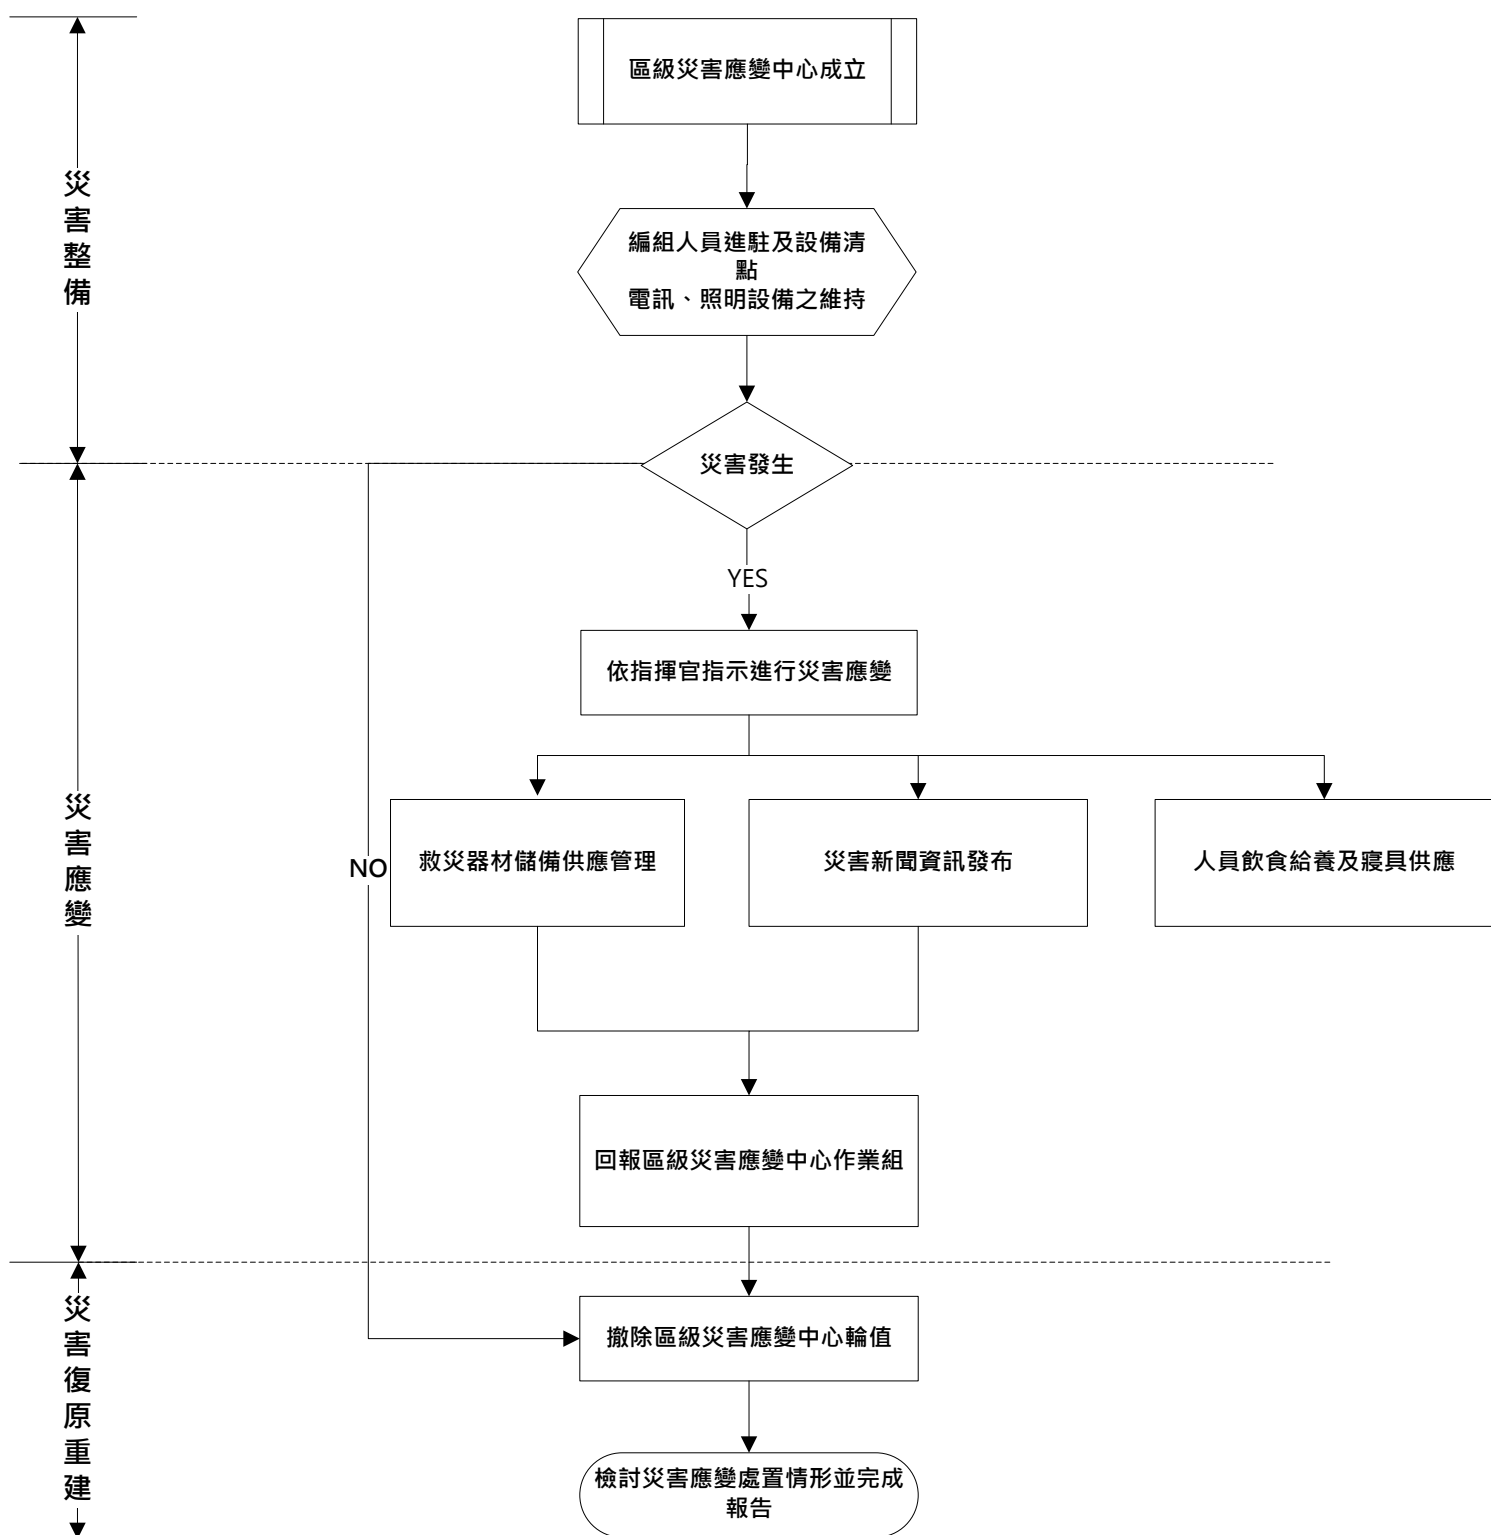 區級災害應變中心成立
災害整備
編組人員進駐及設備清
點
電訊、照明設備之維持
災害發生
YES
依指揮官指示進行災害應變
災害應變
NO
救災器材儲備供應管理
災害新聞資訊發布
人員飲食給養及寢具供應
回報區級災害應變中心作業組
災害復原重建
撤除區級災害應變中心輪值
檢討災害應變處置情形並完成
報告